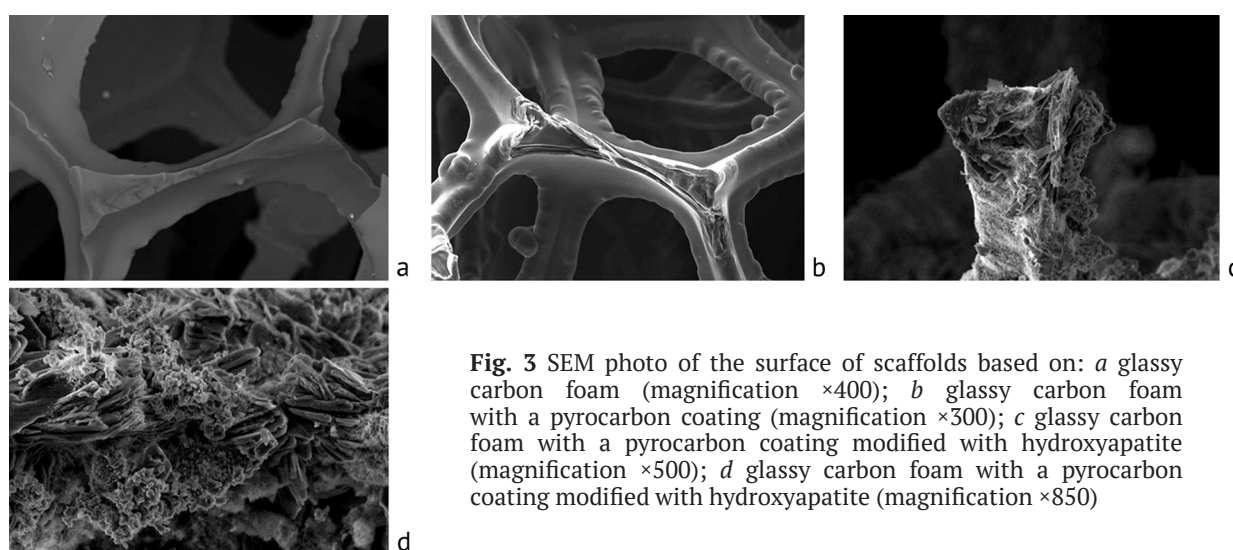 a
b
c
d
Fig. 3 SEM photo of the surface of scaffolds based on: a glassy
carbon foam (magnification ×400); b glassy carbon foam
with a pyrocarbon coating (magnification ×300); c glassy carbon
foam with a pyrocarbon coating modified with hydroxyapatite
(magnification ×500); d glassy carbon foam with a pyrocarbon
coating modified with hydroxyapatite (magnification ×850)